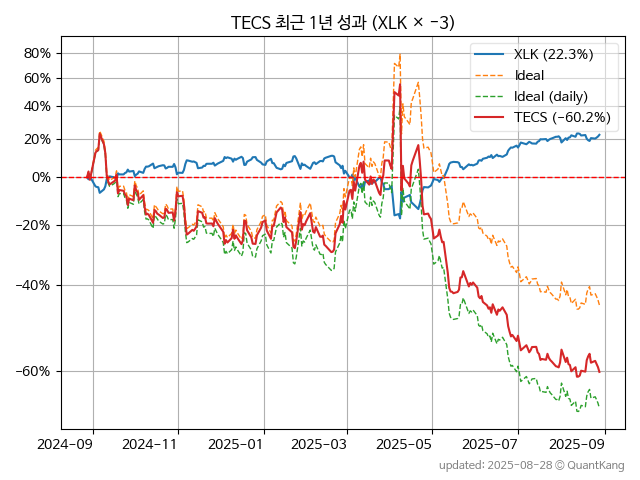 TECS 최근 1년 성과 (XLK × −3)
80%
60%
40%
20%
0%
−20%
−40%
−60%
XLK (22.3%)
Ideal
Ideal (daily)
TECS (−60.2%)
2024-09
2024-11
2025-01
2025-03
2025-05
2025-07
2025-09
updated: 2025-08-28 © QuantKang